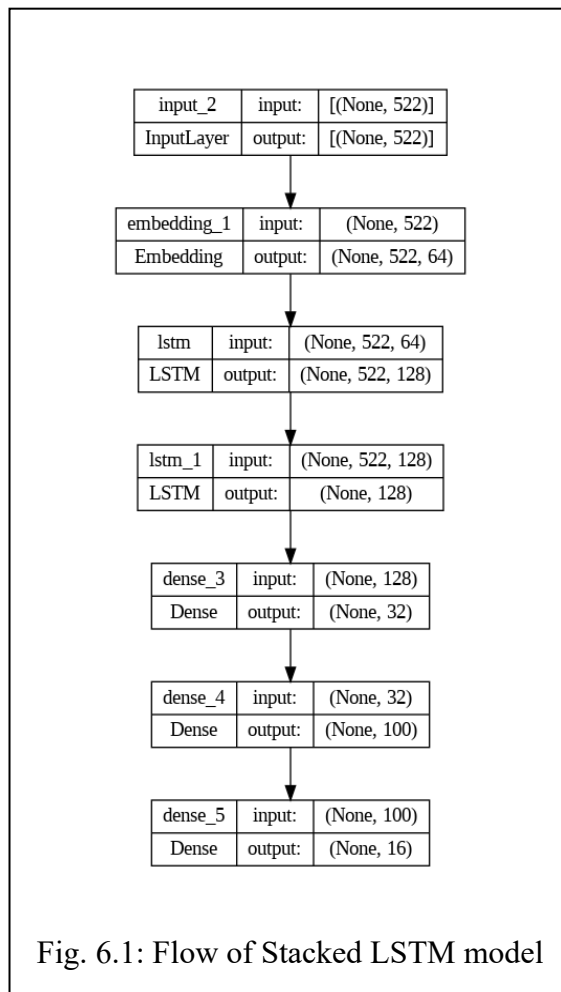 input_2 input: [(None, 522)]
InputLayer output: [(None, 522)]
embedding_1 input: (None, 522)
Embedding output: (None, 522, 64)
lstm input: (None, 522, 64)
LSTM output: (None, 522, 128)
lstm_1 input: (None, 522, 128)
LSTM output: (None, 128)
dense_3 input: (None, 128)
Dense output: (None, 32)
dense_4 input: (None, 32)
Dense output: (None, 100)
dense_5 input: (None, 100)
Dense output: (None, 16)
Fig. 6.1: Flow of Stacked LSTM model